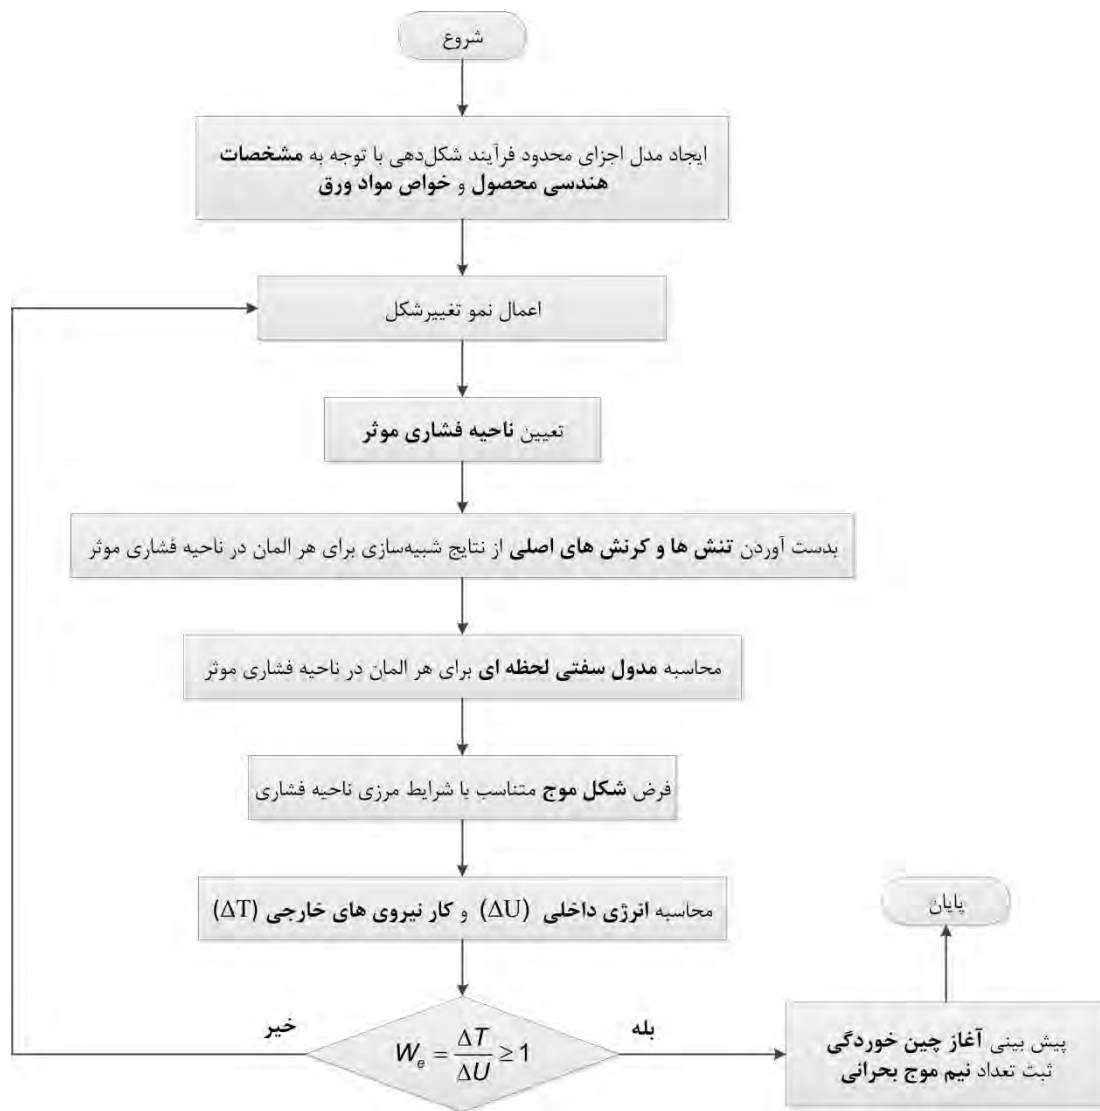 شروع
ایجاد مدل اجزای محدود فرآیند شکل‌دهی با توجه به مشخصات
هندسی محصول و خواص مواد ورق
اعمال نمو تغییرشکل
تعیین ناحیه فشاری موثر
بدست آوردن تنش ها و کرنش های اصلی از نتایج شبیه‌سازی برای هر المان در ناحیه فشاری موثر
محاسبه مدول سفتی لحظه ای برای هر المان در ناحیه فشاری موثر
فرض شکل موج متناسب با شرایط مرزی ناحیه فشاری
محاسبه انرژی داخلی (ΔU) و کار نیروی های خارجی (ΔT)
خیر
W_e = ΔT/ΔU ≥ 1
بله
پیش بینی آغاز چین خوردگی
ثبت تعداد نیم موج بحرانی
پایان